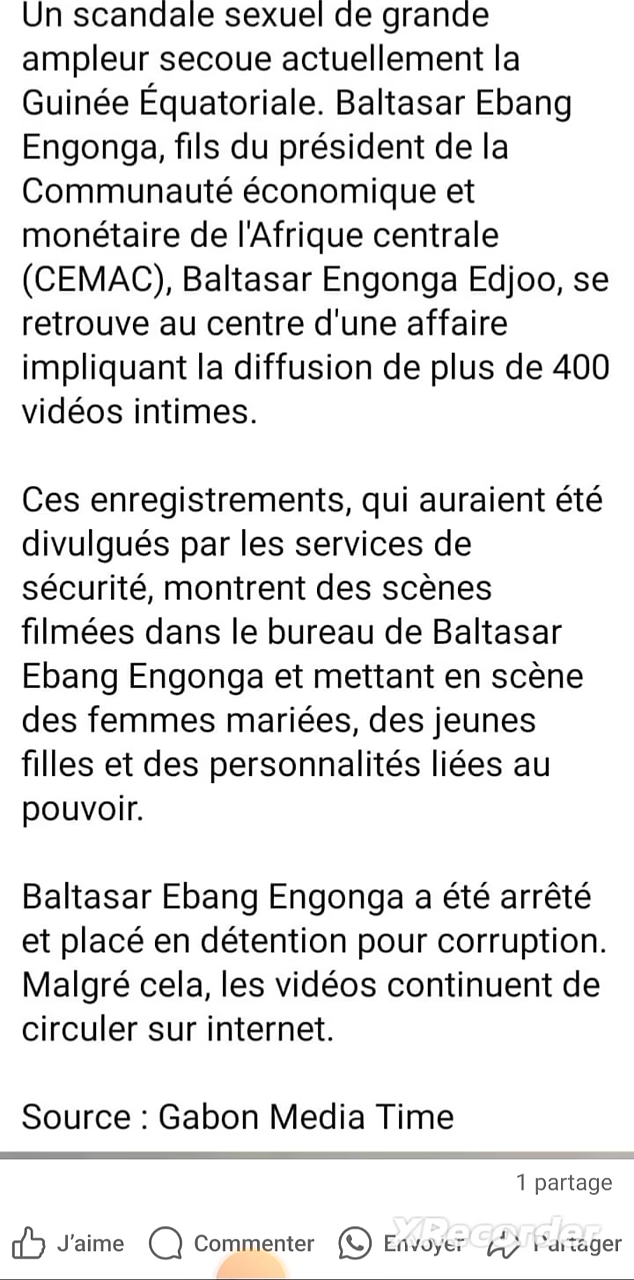 Un scandale sexuel de grande
ampleur secoue actuellement la
Guinée Équatoriale. Baltasar Ebang
Engonga, fils du président de la
Communauté économique et
monétaire de l'Afrique centrale
(CEMAC), Baltasar Engonga Edjoo, se
retrouve au centre d'une affaire
impliquant la diffusion de plus de 400
vidéos intimes.
Ces enregistrements, qui auraient été
divulgués par les services de
sécurité, montrent des scènes
filmées dans le bureau de Baltasar
Ebang Engonga et mettant en scène
des femmes mariées, des jeunes
filles et des personnalités liées au
pouvoir.
Baltasar Ebang Engonga a été arrêté
et placé en détention pour corruption.
Malgré cela, les vidéos continuent de
circuler sur internet.
Source : Gabon Media Time
1 partage
XRecorder
J'aime Commenter Envoyer Partager